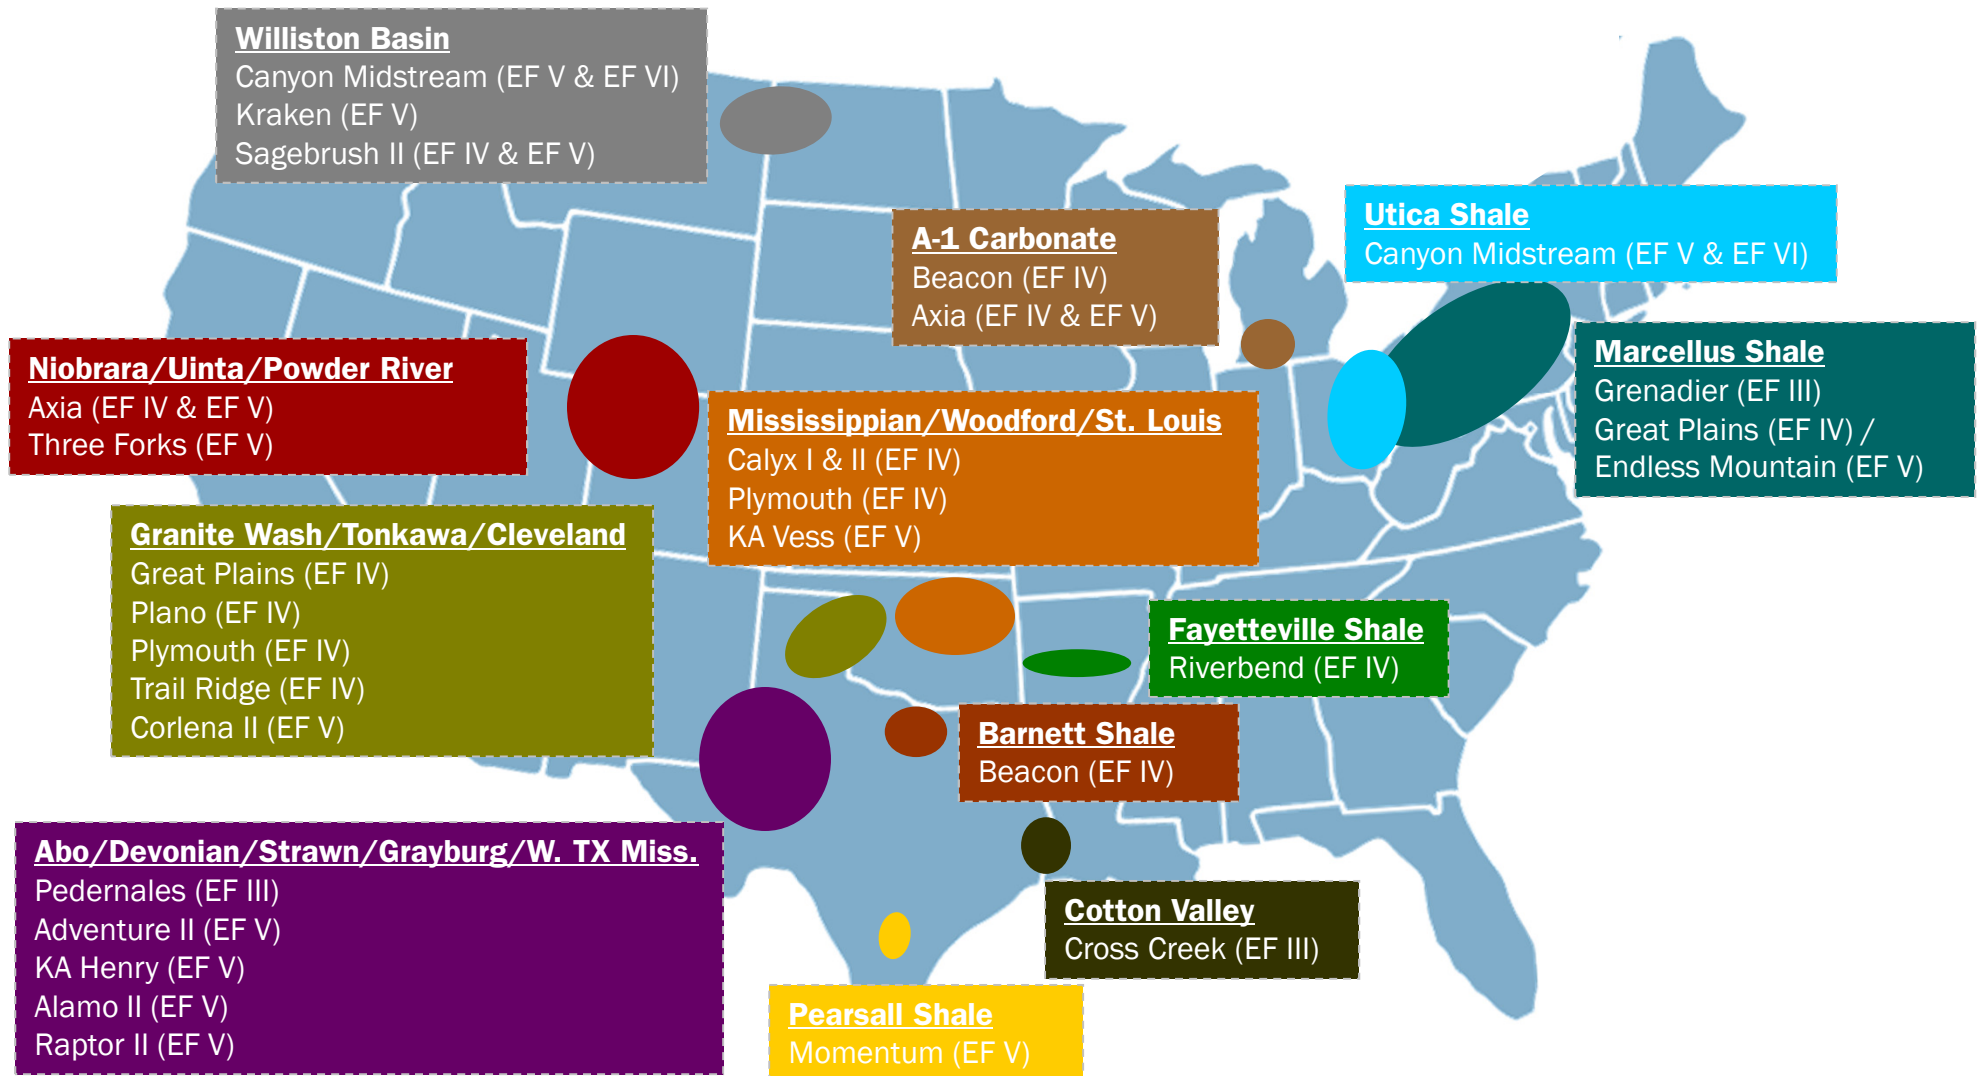 Williston Basin
Canyon Midstream (EF V & EF VI)
Kraken (EF V)
Sagebrush II (EF IV & EF V)
A-1 Carbonate
Beacon (EF IV)
Axia (EF IV & EF V)
Utica Shale
Canyon Midstream (EF V & EF VI)
Niobrara/Uinta/Powder River
Axia (EF IV & EF V)
Three Forks (EF V)
Mississippian/Woodford/St. Louis
Calyx I & II (EF IV)
Plymouth (EF IV)
KA Vess (EF V)
Marcellus Shale
Grenadier (EF III)
Great Plains (EF IV) /
Endless Mountain (EF V)
Granite Wash/Tonkawa/Cleveland
Great Plains (EF IV)
Plano (EF IV)
Plymouth (EF IV)
Trail Ridge (EF IV)
Corlena II (EF V)
Fayetteville Shale
Riverbend (EF IV)
Barnett Shale
Beacon (EF IV)
Abo/Devonian/Strawn/Grayburg/W. TX Miss.
Pedernales (EF III)
Adventure II (EF V)
KA Henry (EF V)
Alamo II (EF V)
Raptor II (EF V)
Cotton Valley
Cross Creek (EF III)
Pearsall Shale
Momentum (EF V)